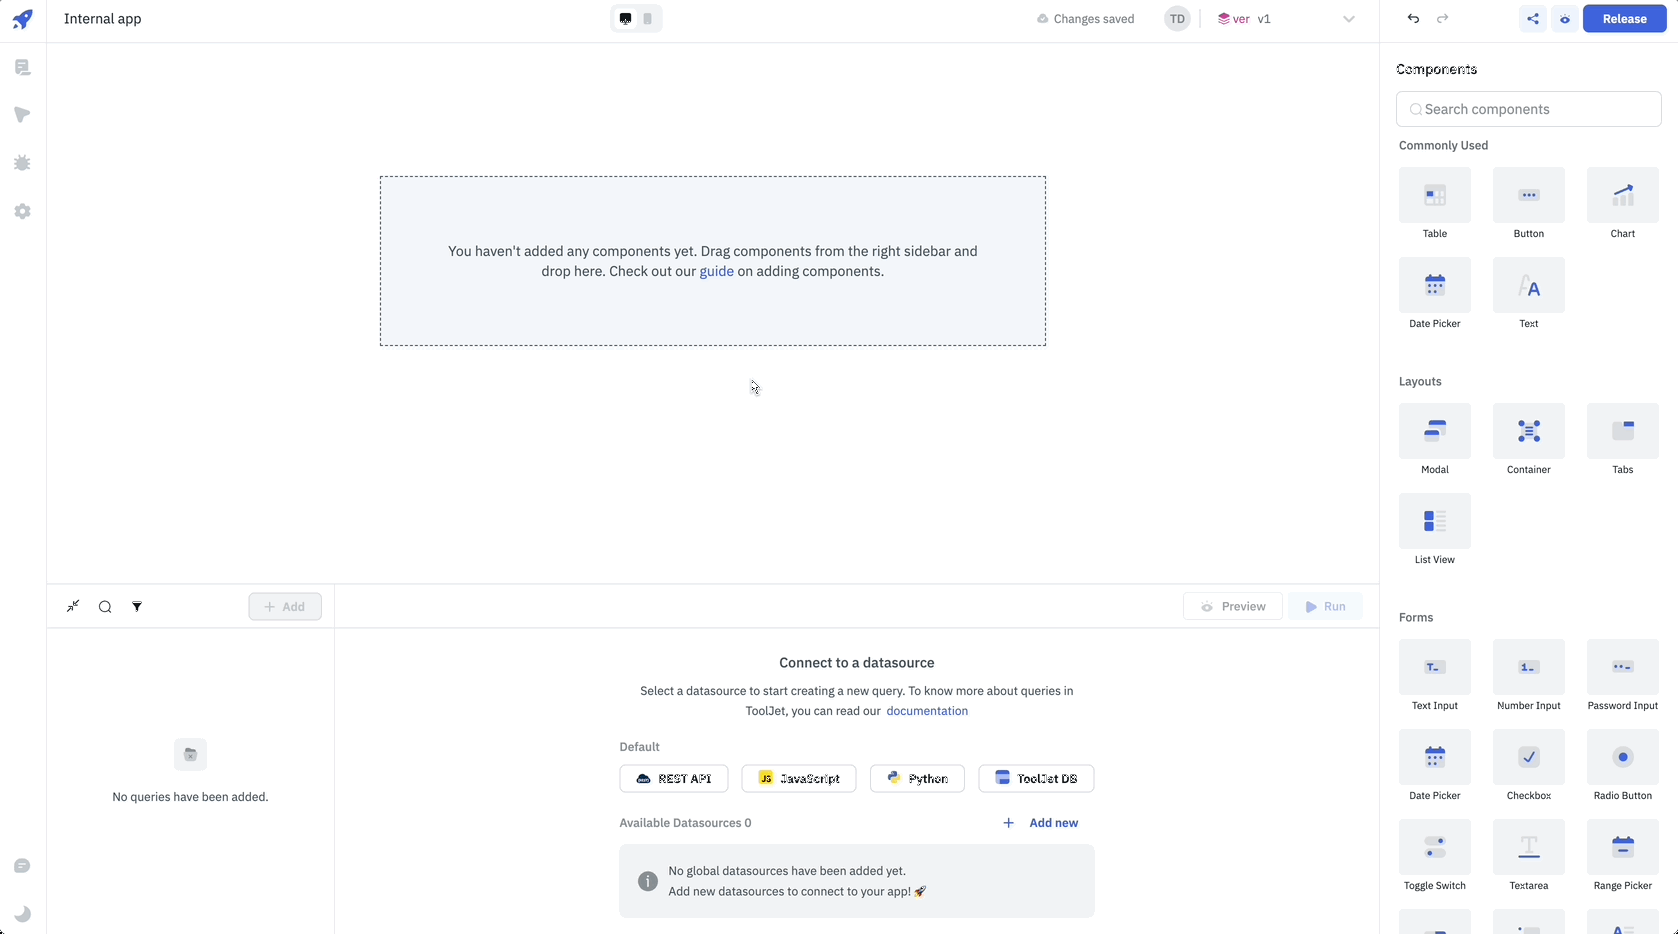 Internal app
Changes saved
TD
ver v1
Release
Components
Search components
Commonly Used
Table
Button
Chart
Date Picker
Text
Layouts
Modal
Container
Tabs
List View
Forms
Text Input
Number Input
Password Input
Date Picker
Checkbox
Radio Button
Toggle Switch
Textarea
Range Picker
You haven't added any components yet. Drag components from the right sidebar and
drop here. Check out our guide on adding components.
+ Add
Preview
Run
No queries have been added.
Connect to a datasource
Select a datasource to start creating a new query. To know more about queries in
ToolJet, you can read our documentation
Default
REST API
JS JavaScript
Python
ToolJet DB
Available Datasources 0
+ Add new
No global datasources have been added yet.
Add new datasources to connect to your app! 🚀